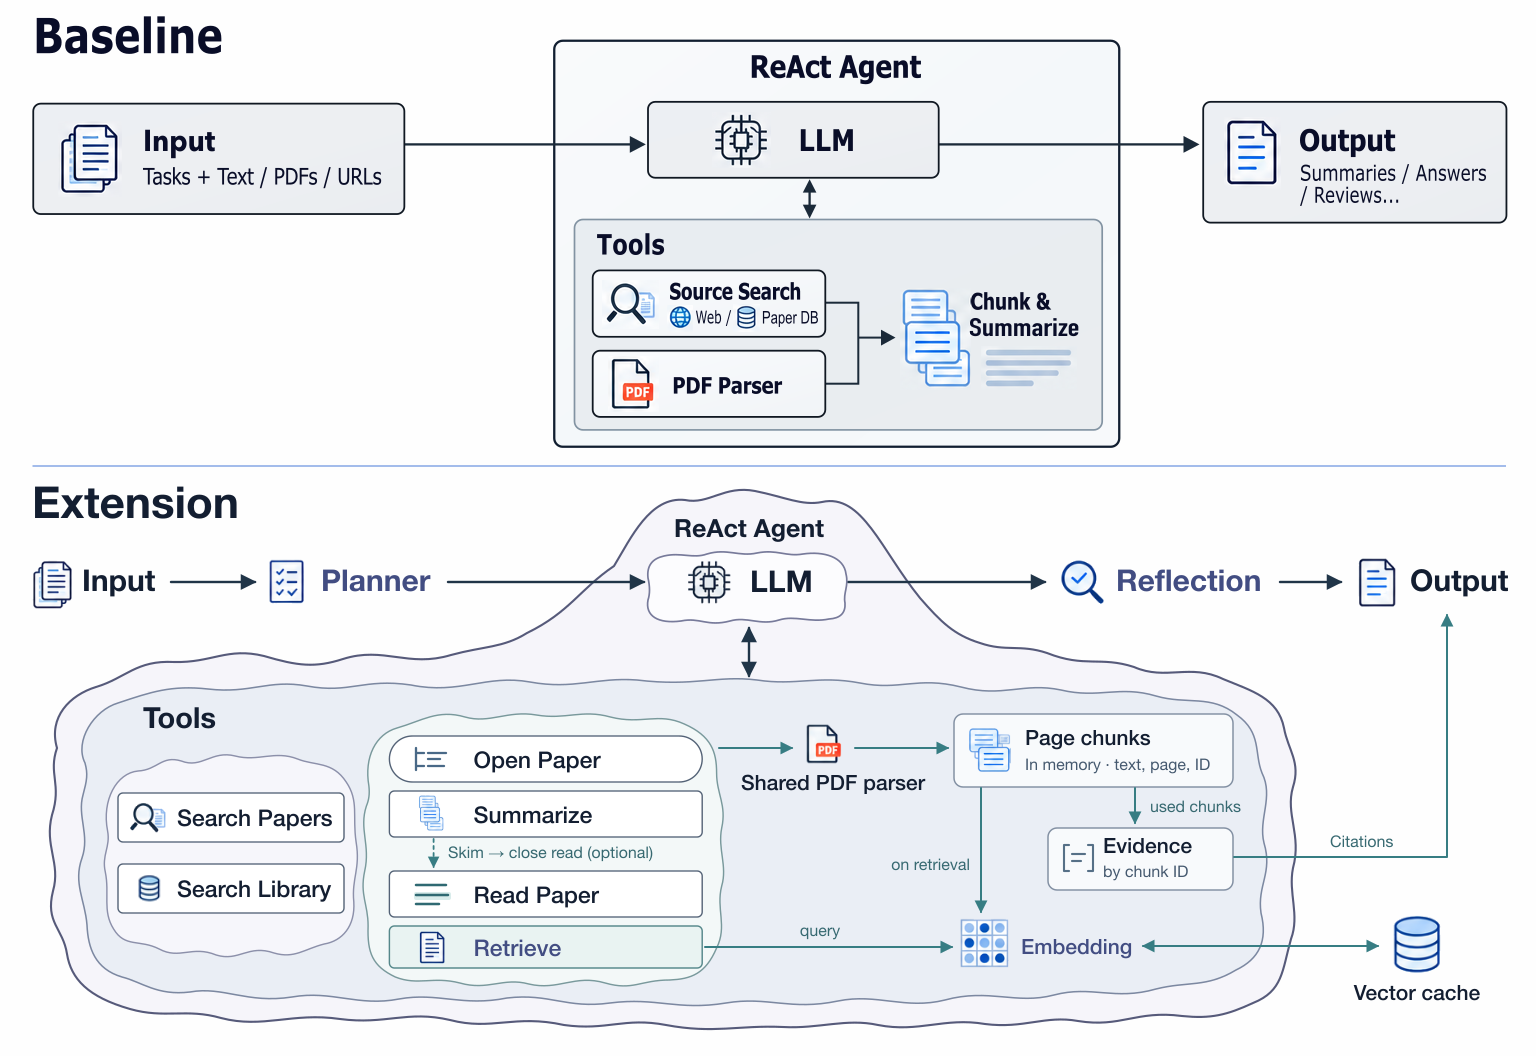 Baseline
ReAct Agent
Input
Tasks + Text / PDFs / URLs
LLM
Output
Summaries / Answers
/ Reviews...
Tools
Source Search
Web / Paper DB
PDF
PDF Parser
Chunk &
Summarize
Extension
ReAct Agent
Input
Planner
LLM
Reflection
Output
Tools
Search Papers
Search Library
Open Paper
Summarize
Skim → close read (optional)
Read Paper
Retrieve
PDF
Shared PDF parser
Page chunks
In memory · text, page, ID
used chunks
Evidence
by chunk ID
Citations
on retrieval
query
Embedding
Vector cache